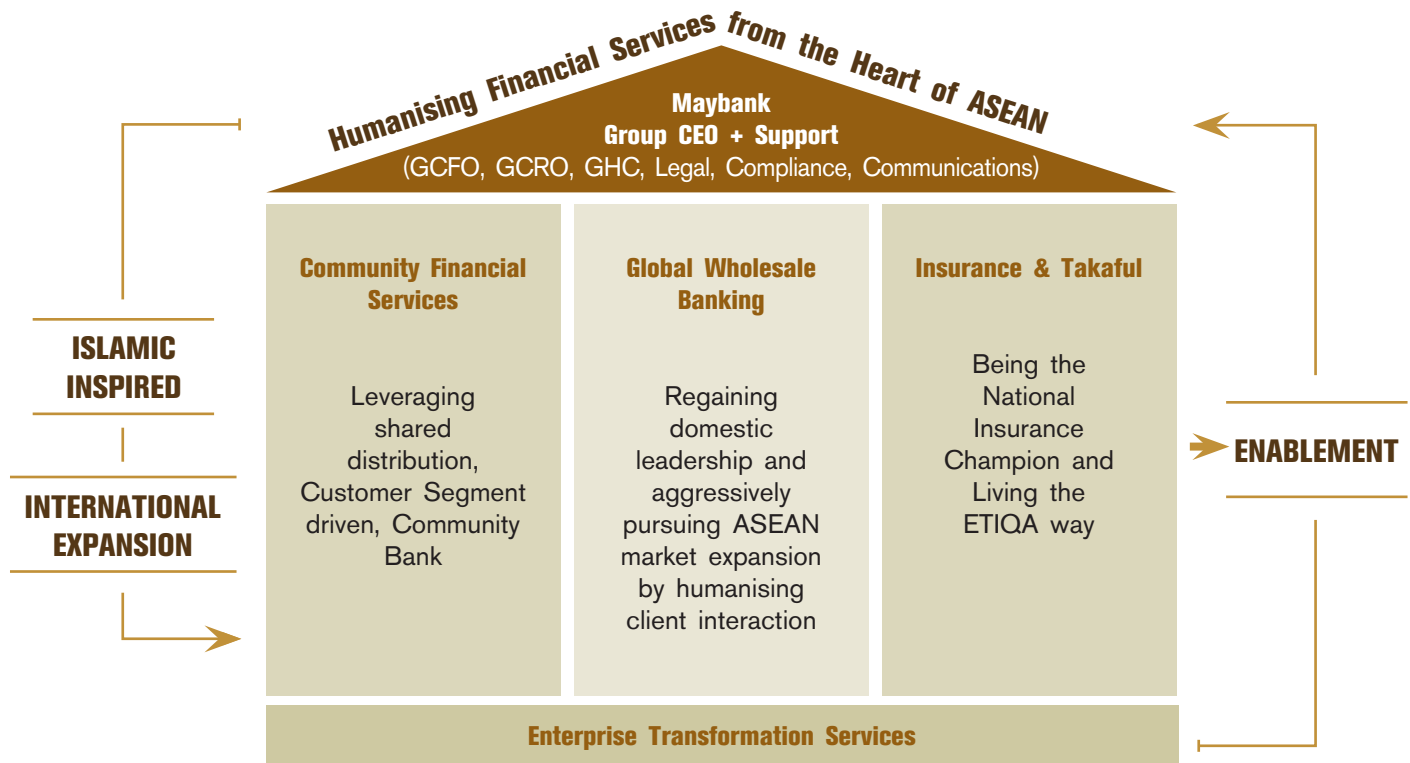 Humanising Financial Services from the Heart of ASEAN
Maybank
Group CEO + Support
(GCFO, GCRO, GHC, Legal, Compliance, Communications)
ISLAMIC
INSPIRED
INTERNATIONAL
EXPANSION
Community Financial
Services
Leveraging
shared
distribution,
Customer Segment
driven, Community
Bank
Global Wholesale
Banking
Regaining
domestic
leadership and
aggressively
pursuing ASEAN
market expansion
by humanising
client interaction
Insurance & Takaful
Being the
National
Insurance
Champion and
Living the
ETIQA way
ENABLEMENT
Enterprise Transformation Services